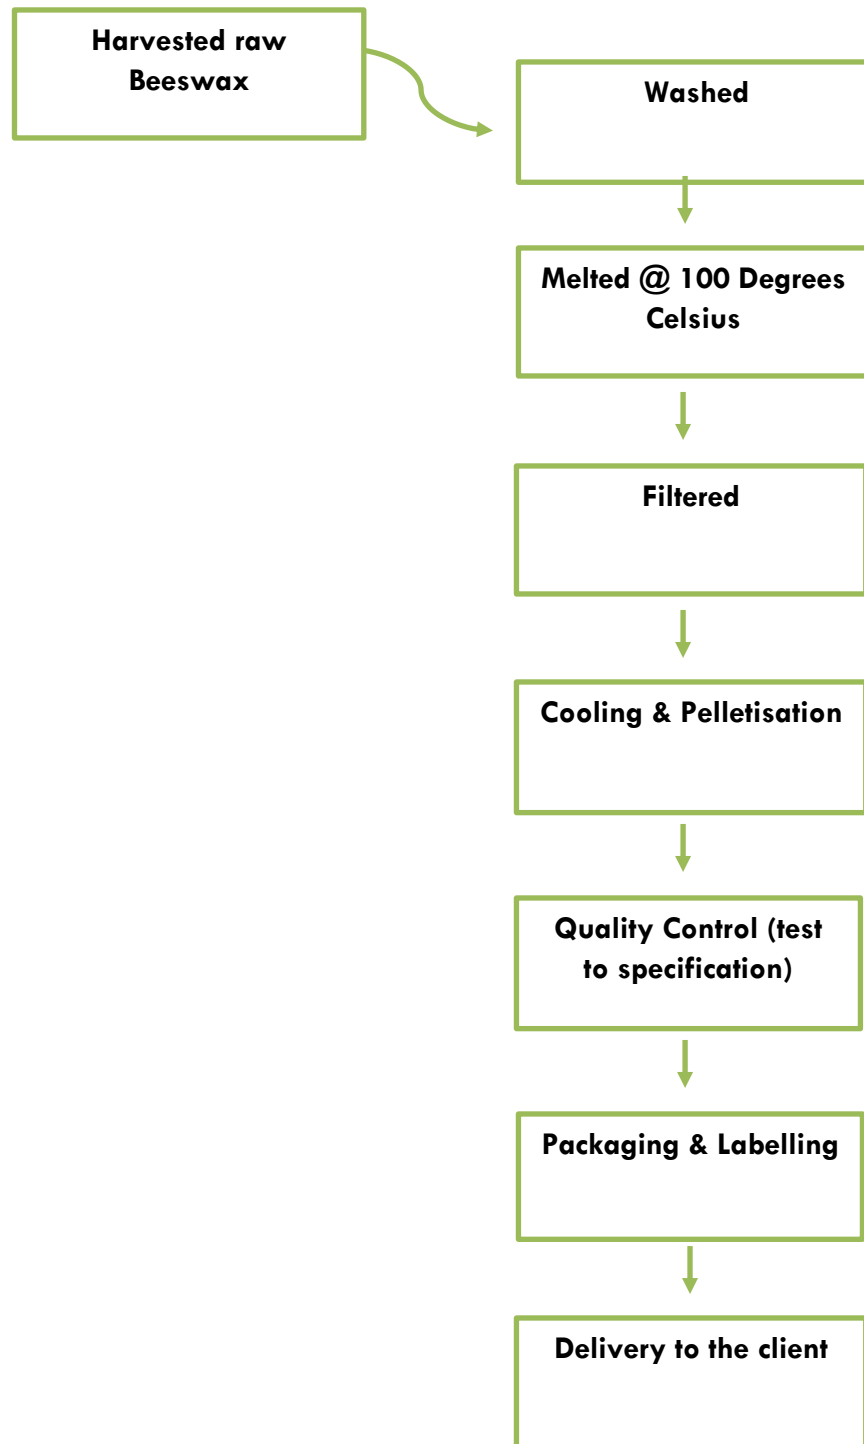 Harvested raw
Beeswax
Washed
Melted @ 100 Degrees
Celsius
Filtered
Cooling & Pelletisation
Quality Control (test
to specification)
Packaging & Labelling
Delivery to the client